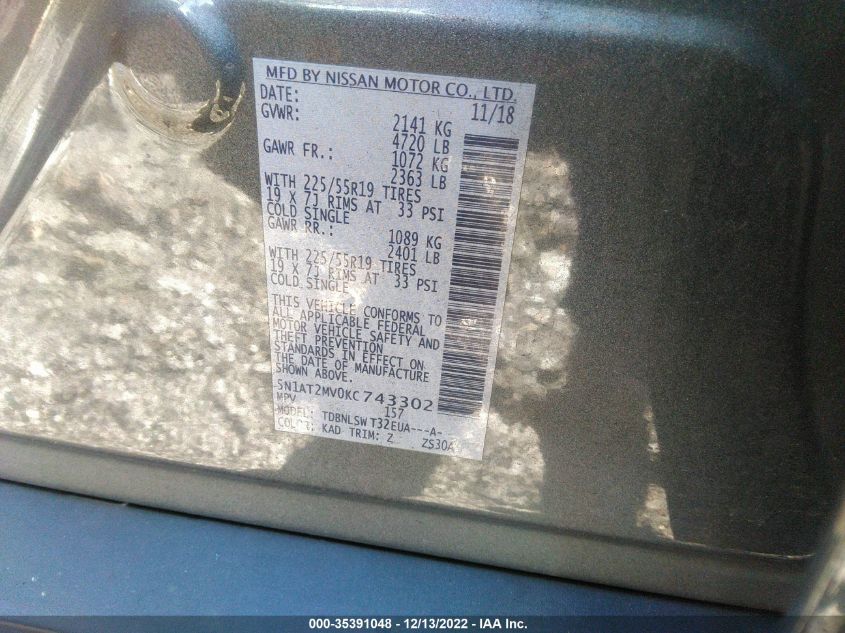 MFD BY NISSAN MOTOR CO., LTD.
DATE: 11/18
GVWR: 2141 KG
4720 LB
GAWR FR.: 1072 KG
2363 LB
WITH 225/55R19 TIRES
19 X 7J RIMS AT 33 PSI
COLD SINGLE
GAWR RR.: 1089 KG
2401 LB
WITH 225/55R19 TIRES
19 X 7J RIMS AT 33 PSI
COLD SINGLE
THIS VEHICLE CONFORMS TO
ALL APPLICABLE FEDERAL
MOTOR VEHICLE SAFETY AND
THEFT PREVENTION
STANDARDS IN EFFECT ON
THE DATE OF MANUFACTURE
SHOWN ABOVE.
5N1AT2MV0KC743302
MPV 157
MODEL: TDBNLSW T32EUA---A-
COLOR: KAD TRIM: Z ZS30A
000-35391048 - 12/13/2022 - IAA Inc.